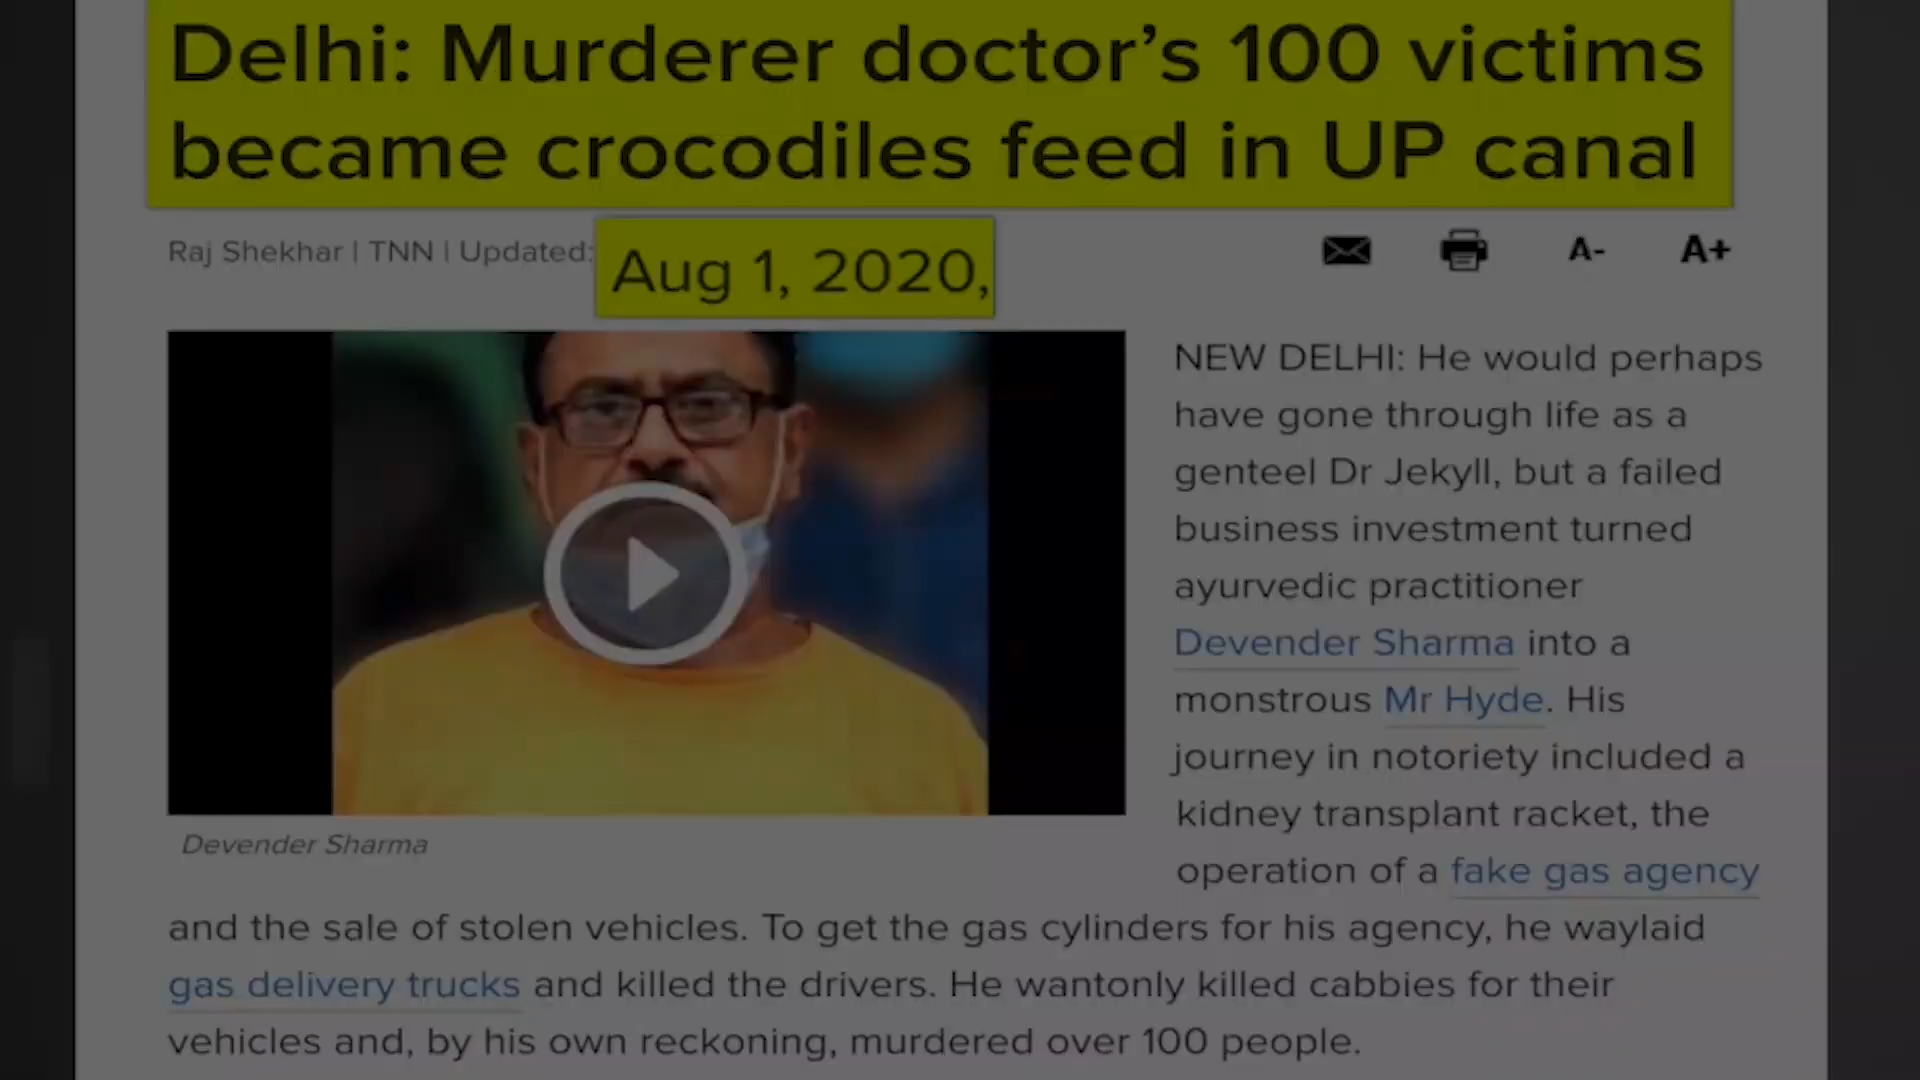 Delhi: Murderer doctor's 100 victims
became crocodiles feed in UP canal
Raj Shekhar | TNN | Updated: Aug 1, 2020,
A- A+
NEW DELHI: He would perhaps
have gone through life as a
genteel Dr Jekyll, but a failed
business investment turned
ayurvedic practitioner
Devender Sharma into a
monstrous Mr Hyde. His
journey in notoriety included a
kidney transplant racket, the
operation of a fake gas agency
Devender Sharma
and the sale of stolen vehicles. To get the gas cylinders for his agency, he waylaid
gas delivery trucks and killed the drivers. He wantonly killed cabbies for their
vehicles and, by his own reckoning, murdered over 100 people.